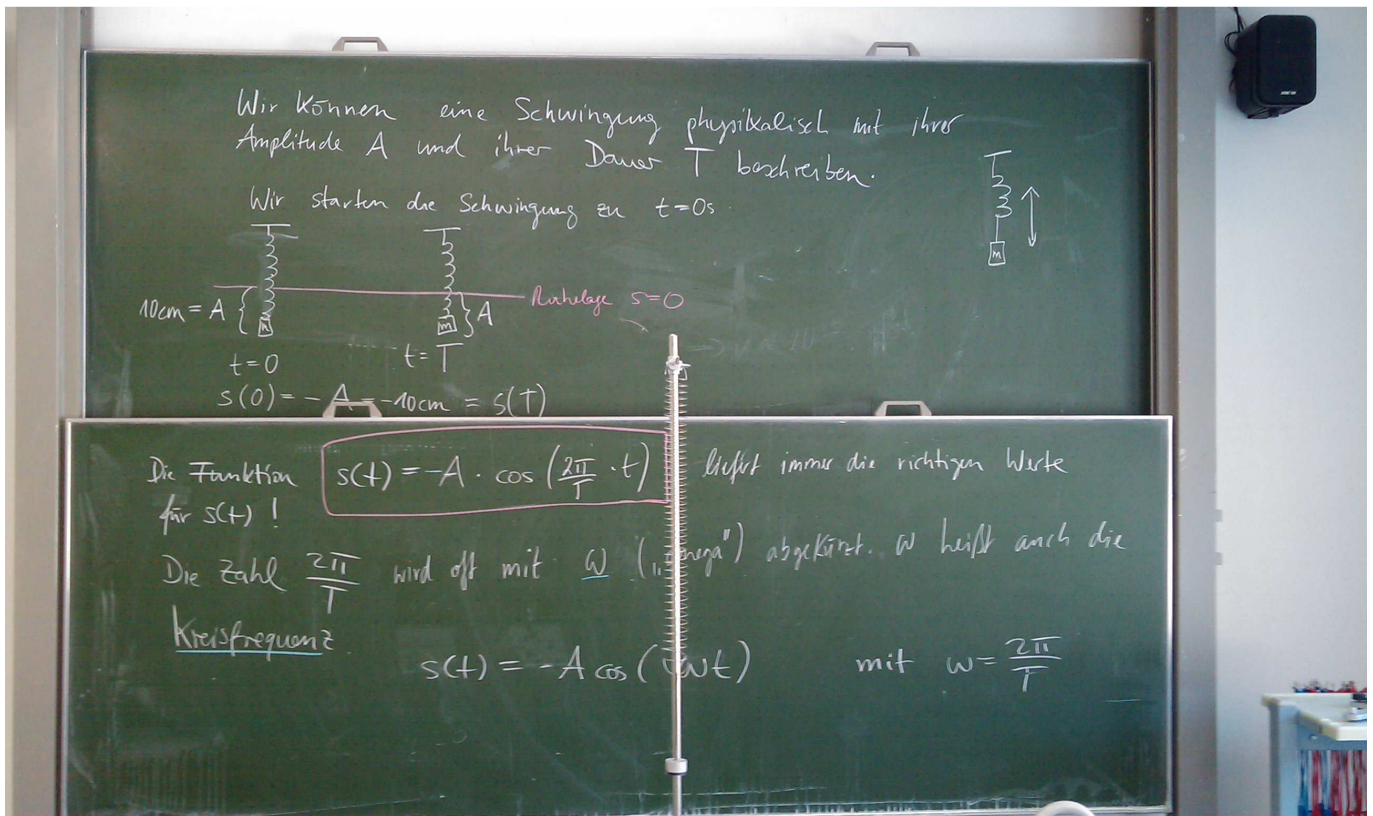 Wir können eine Schwingung physikalisch mit ihrer
Amplitude A und ihrer Dauer T beschreiben.
Wir starten die Schwingung zu t=0s.
m
10cm = A
m
m
A
Ruhelage s=0
t=0
t=T
s(0) = -A = -10cm = s(T)
Die Funktion s(t) = -A · cos (2π/T · t) liefert immer die richtigen Werte
für s(t) !
Die Zahl 2π/T wird oft mit ω („omega") abgekürzt. ω heißt auch die
Kreisfrequenz.
s(t) = -A cos (ωt) mit ω = 2π/T